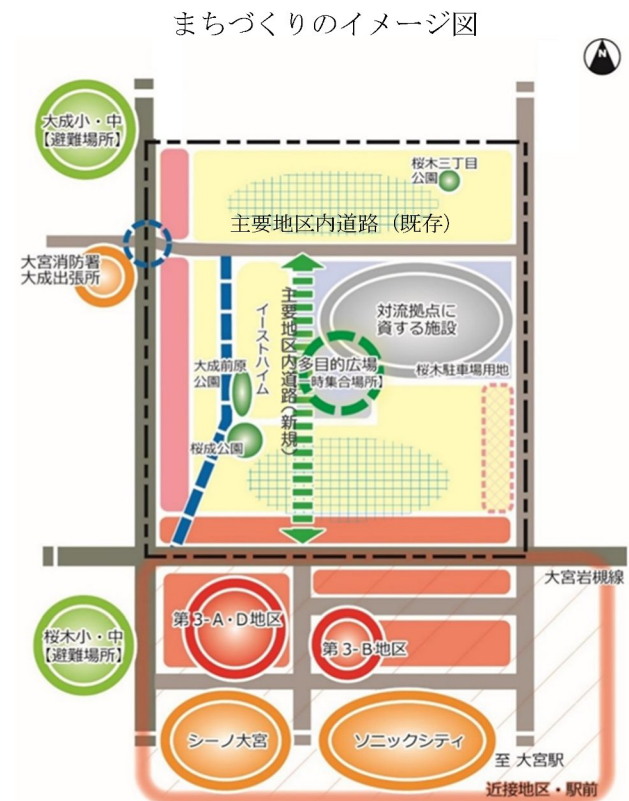 まちづくりのイメージ図
N
大成小・中
【避難場所】
桜木三丁目
公園
主要地区内道路（既存）
大宮消防署
大成出張所
対流拠点に
資する施設
イーストハイム
主要地区内道路（新規）
多目的広場
一時集合場所】
大成前原
公園
桜木駐車場用地
桜成公園
大宮岩槻線
第3-A・D地区
第3-B地区
桜木小・中
【避難場所】
シーノ大宮
ソニックシティ
至 大宮駅
近接地区・駅前